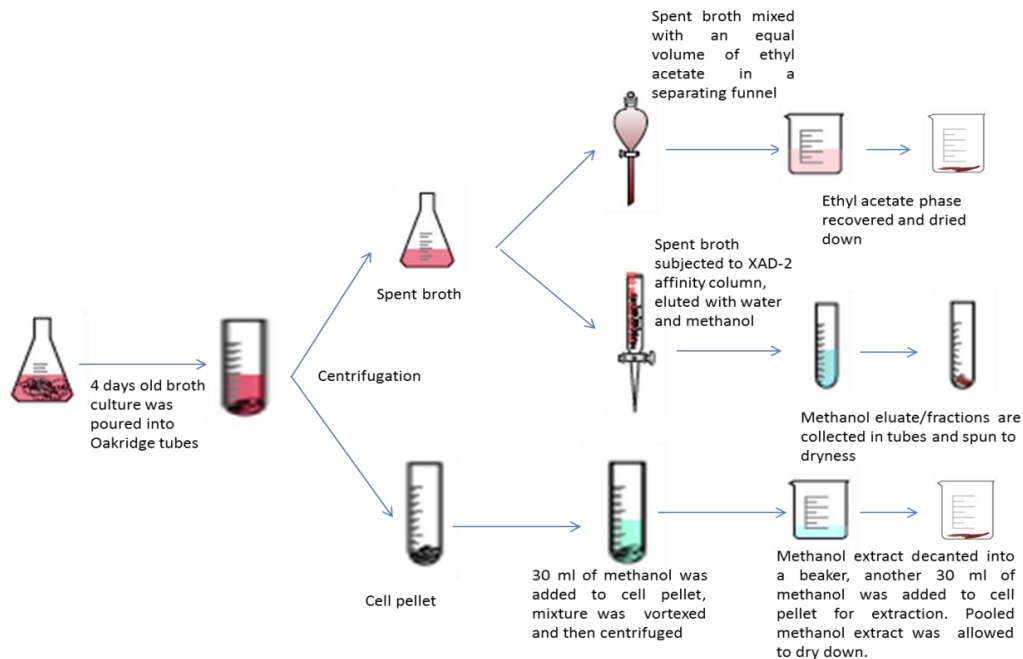 Spent broth mixed
with an equal
volume of ethyl
acetate in a
separating funnel
Ethyl acetate phase
recovered and dried
down
Spent broth
Spent broth
subjected to XAD-2
affinity column,
eluted with water
and methanol
4 days old broth
culture was
poured into
Oakridge tubes
Centrifugation
Methanol eluate/fractions are
collected in tubes and spun to
dryness
Cell pellet
30 ml of methanol was
added to cell pellet,
mixture was vortexed
and then centrifuged
Methanol extract decanted into
a beaker, another 30 ml of
methanol was added to cell
pellet for extraction. Pooled
methanol extract was allowed
to dry down.